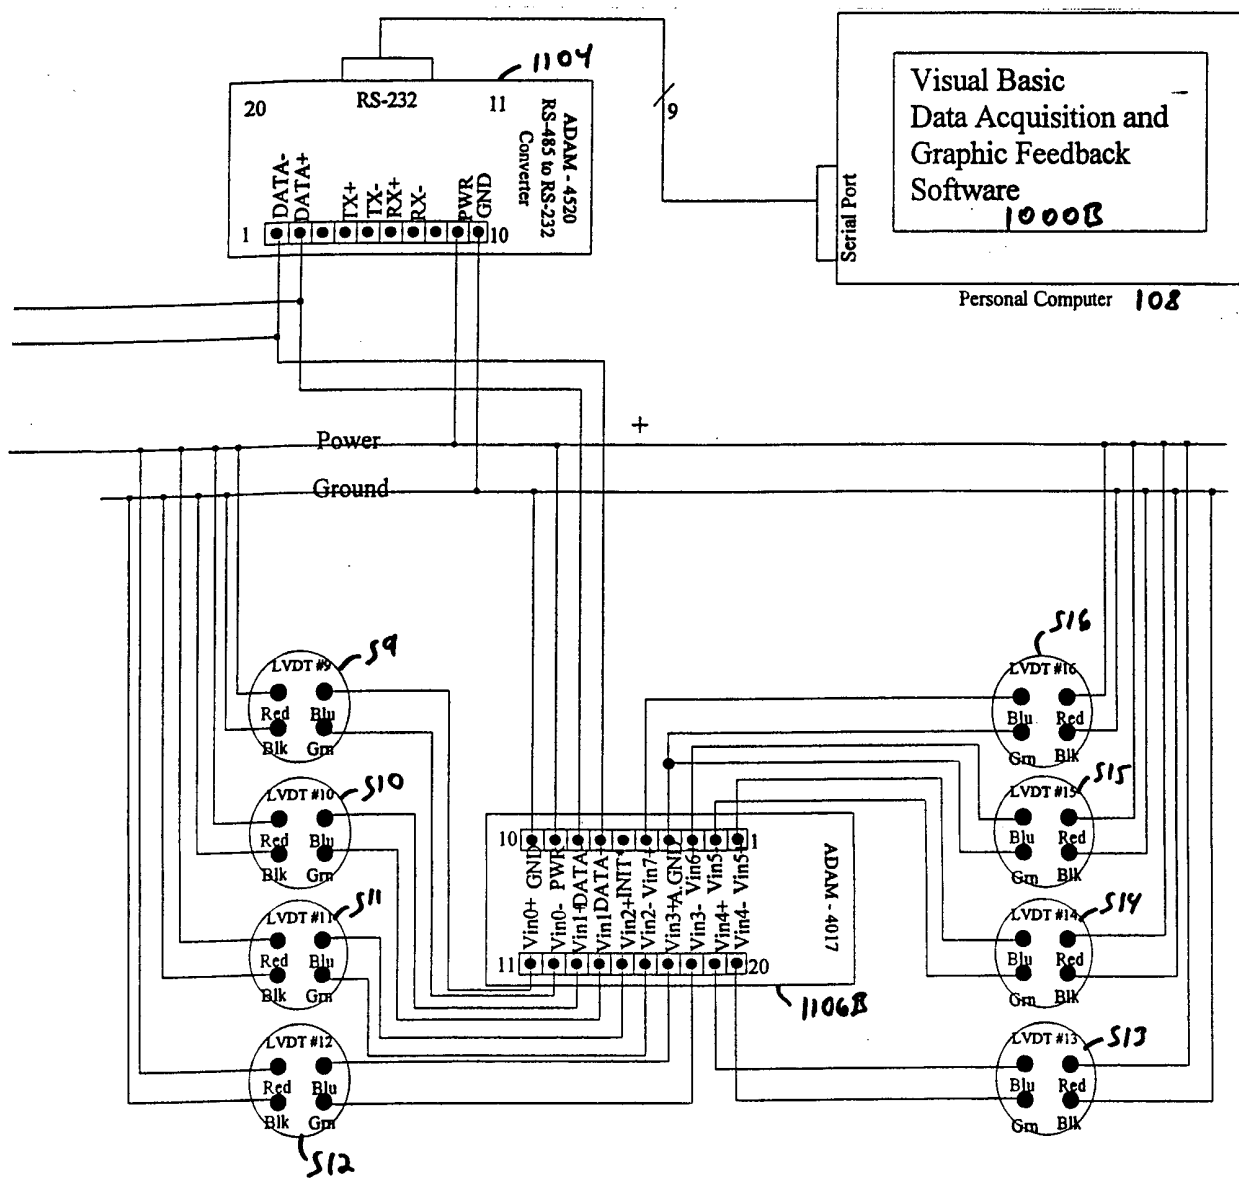 1104
RS-232
20
11
ADAM - 4520
RS-485 to RS-232
Converter
DATA-
DATA+
TX+
TX-
RX+
RX-
PWR
GND
1
10
9
Serial Port
Visual Basic
Data Acquisition and
Graphic Feedback
Software
1000B
Personal Computer 108
+
Power
Ground
S9
LVDT #9
Red Blu
Blk Grn
S10
LVDT #10
Red Blu
Blk Grn
S11
LVDT #11
Red Blu
Blk Grn
LVDT #12
Red Blu
Blk Grn
S12
10
1
GND
PWR
DATA-
DATA+
INIT*
Vin7+
A.GND
Vin6+
Vin5-
Vin5+
Vin0+
Vin0-
Vin1+
Vin1-
Vin2+
Vin2-
Vin3+
Vin3-
Vin4+
Vin4-
11
20
ADAM - 4017
1106B
S16
LVDT #16
Blu Red
Grn Blk
S15
LVDT #15
Blu Red
Grn Blk
S14
LVDT #14
Blu Red
Grn Blk
S13
LVDT #13
Blu Red
Grn Blk